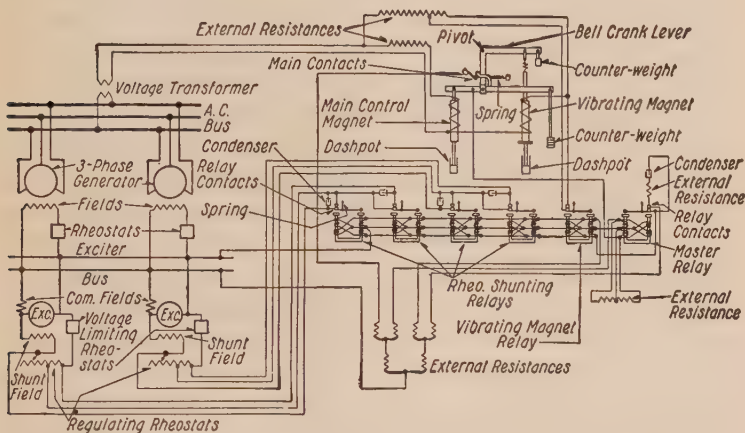 External Resistances
Pivot
Bell Crank Lever
Main Contacts
Counter-weight
Voltage Transformer
Spring
A.C.
Bus
Main Control
Magnet
Vibrating
Magnet
Counter-weight
3-Phase
Generator
Condenser
Relay
Contacts
Dashpot
Dashpot
Condenser
External
Resistance
Fields
Spring
Relay
Contacts
Rheostats
Master
Relay
Exciter
Bus
Rheo. Shunting
Relays
External
Resistance
Com. Fields
Vibrating Magnet
Relay
Exc.
Exc.
Voltage
Limiting
Rheo-
stats
Shunt
Field
Shunt
Field
External Resistances
Regulating Rheostats